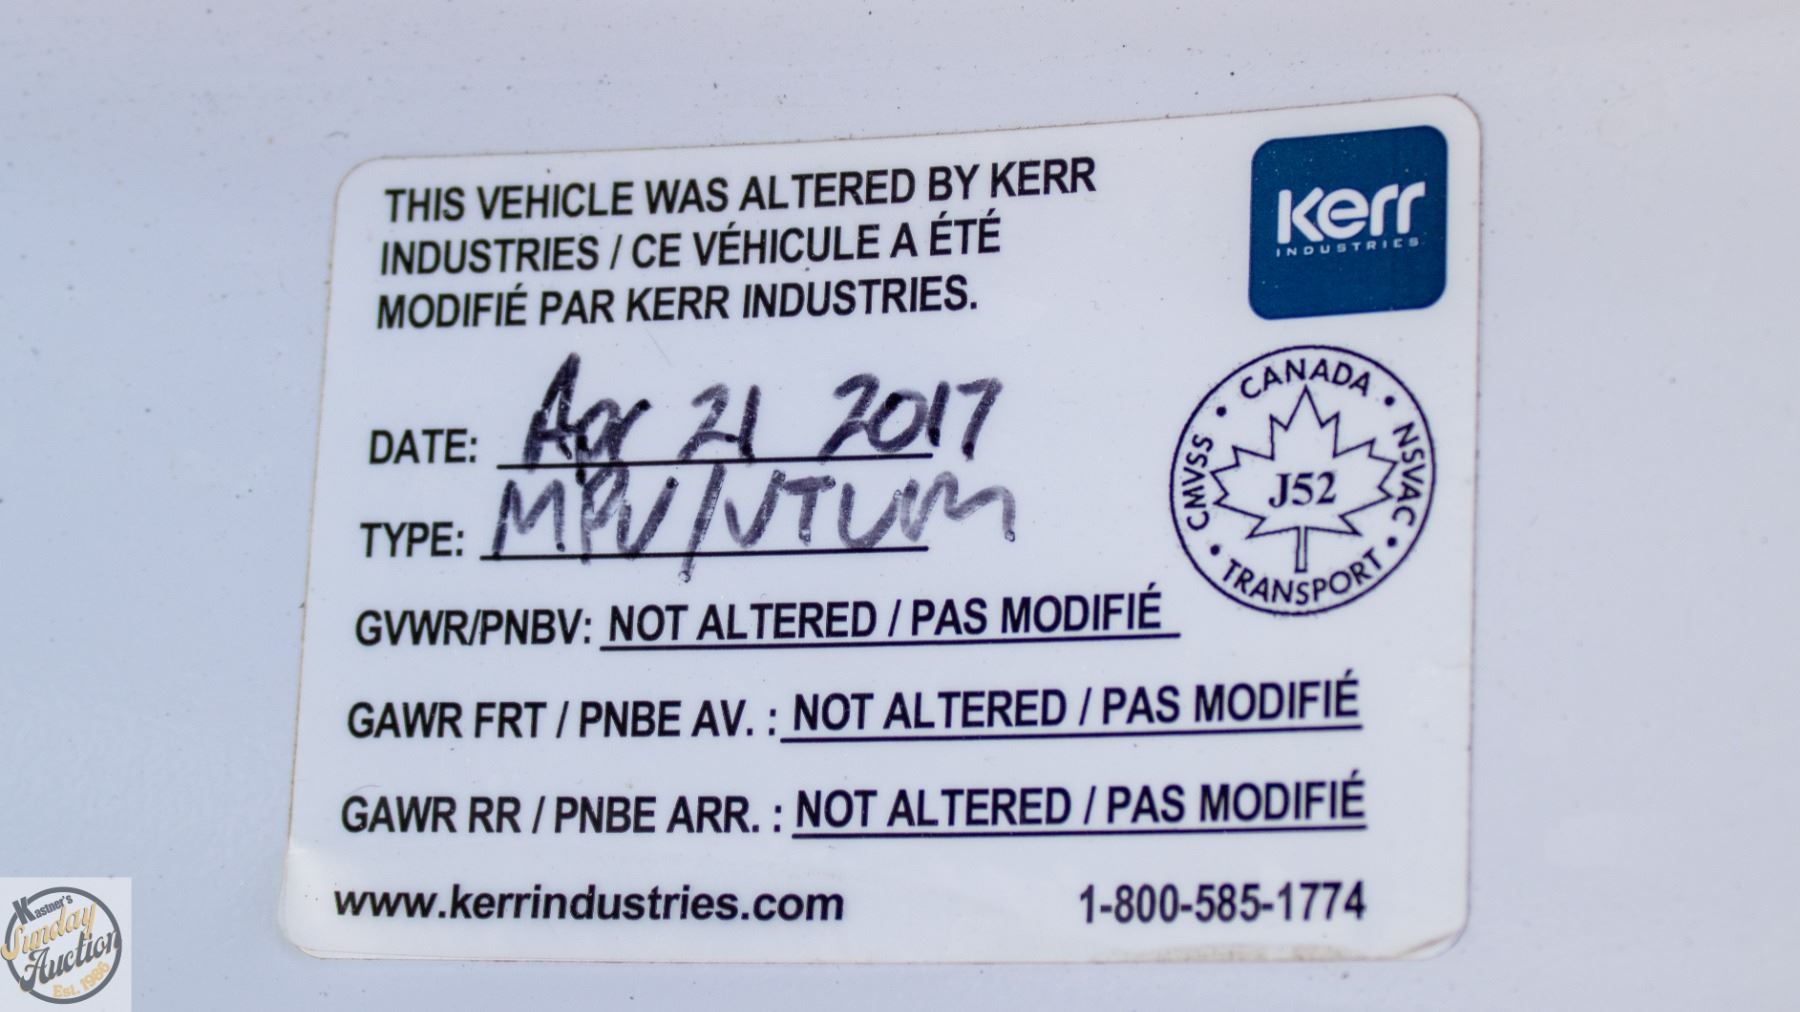 THIS VEHICLE WAS ALTERED BY KERR
INDUSTRIES / CE VÉHICULE A ÉTÉ
MODIFIÉ PAR KERR INDUSTRIES.
Kerr
INDUSTRIES
CANADA
CMVSS
NSVAC
J52
TRANSPORT
DATE: Apr 21 2017
TYPE: MPV/VTUM
GVWR/PNBV: NOT ALTERED / PAS MODIFIÉ
GAWR FRT / PNBE AV. : NOT ALTERED / PAS MODIFIÉ
GAWR RR / PNBE ARR. : NOT ALTERED / PAS MODIFIÉ
www.kerrindustries.com 1-800-585-1774
Kastner's
Sunday
Auction
Est. 1986